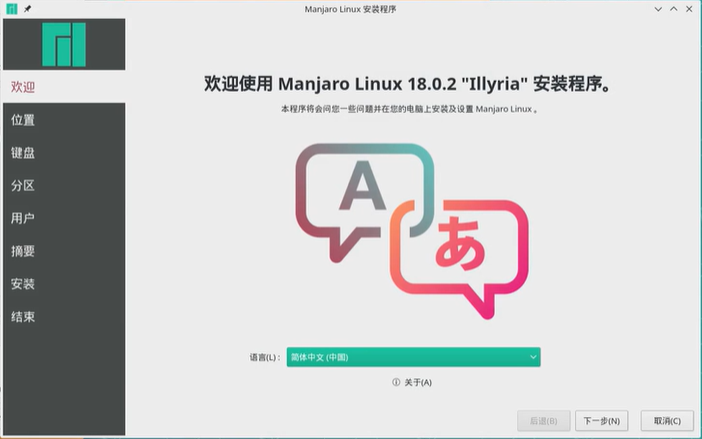 Manjaro Linux 安装程序
欢迎
位置
键盘
分区
用户
摘要
安装
结束
欢迎使用 Manjaro Linux 18.0.2 "Illyria" 安装程序。
本程序将会问您一些问题并在您的电脑上安装及设置 Manjaro Linux 。
A
あ
语言(L)：
简体中文 (中国)
关于(A)
后退(B)
下一步(N)
取消(C)